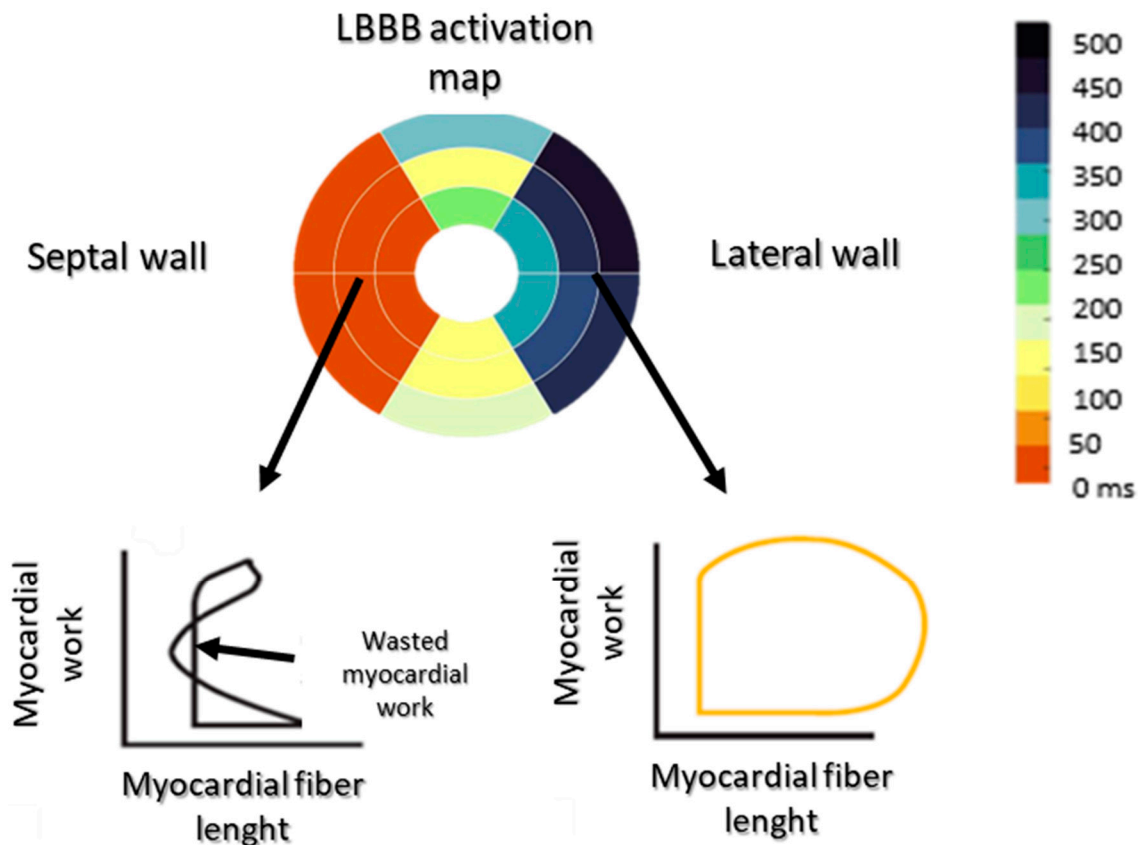 LBBB activation
map
Septal wall
Lateral wall
500
450
400
350
300
250
200
150
100
50
0 ms
Myocardial
work
Wasted
myocardial
work
Myocardial fiber
lenght
Myocardial
work
Myocardial fiber
lenght